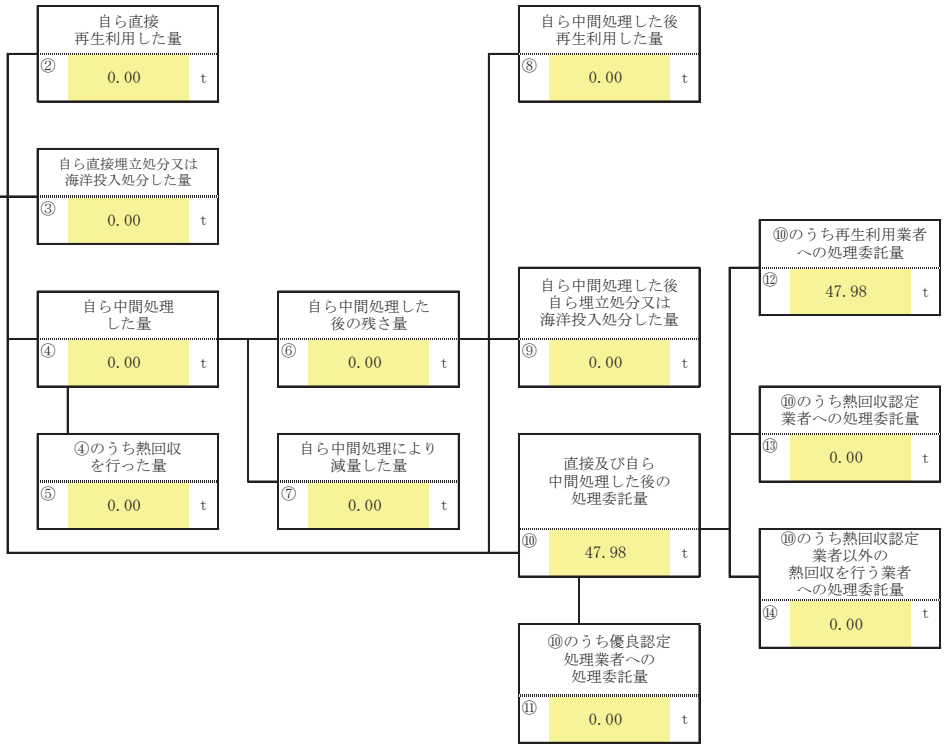 自ら直接
再生利用した量
② 0.00 t
自ら直接埋立処分又は
海洋投入処分した量
③ 0.00 t
自ら中間処理
した量
④ 0.00 t
④のうち熱回収
を行った量
⑤ 0.00 t
自ら中間処理した
後の残さ量
⑥ 0.00 t
自ら中間処理により
減量した量
⑦ 0.00 t
自ら中間処理した後
再生利用した量
⑧ 0.00 t
自ら中間処理した後
自ら埋立処分又は
海洋投入処分した量
⑨ 0.00 t
直接及び自ら
中間処理した後の
処理委託量
⑩ 47.98 t
⑩のうち優良認定
処理業者への
処理委託量
⑪ 0.00 t
⑩のうち再生利用業者
への処理委託量
⑫ 47.98 t
⑩のうち熱回収認定
業者への処理委託量
⑬ 0.00 t
⑩のうち熱回収認定
業者以外の
熱回収を行う業者
への処理委託量
⑭ 0.00 t